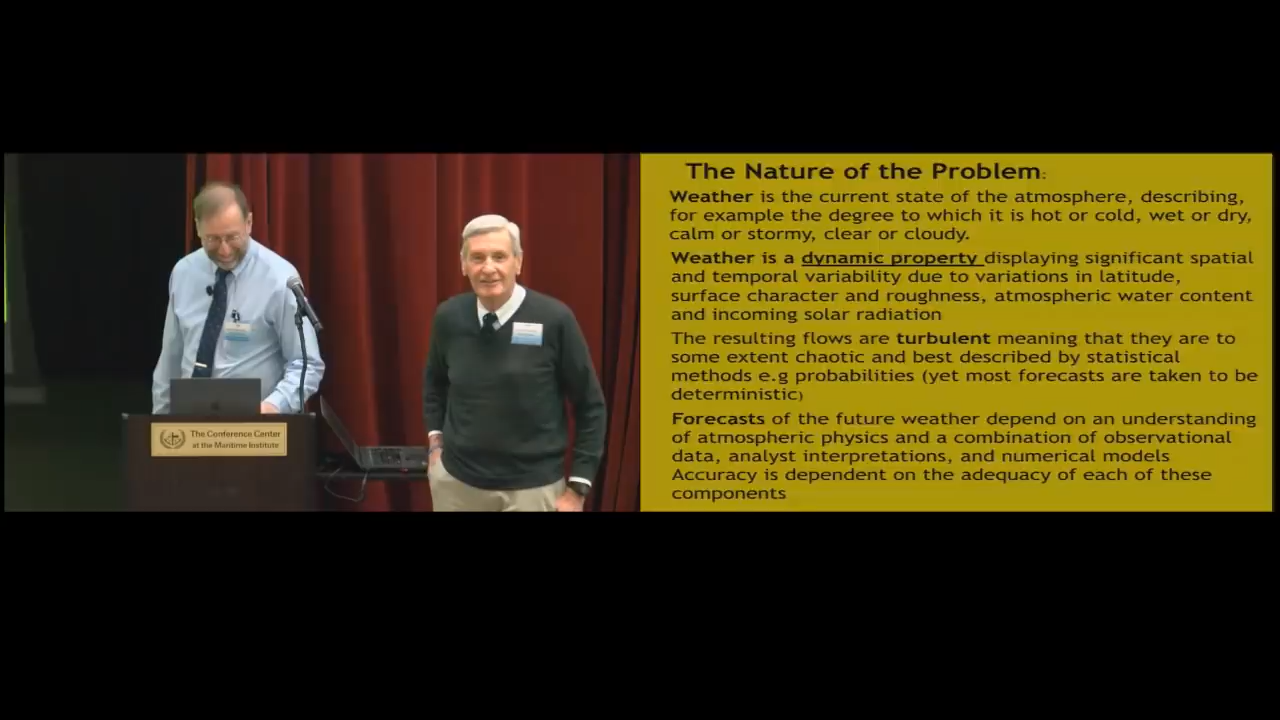 The Conference Center
at the Maritime Institute
The Nature of the Problem:
Weather is the current state of the atmosphere, describing,
for example the degree to which it is hot or cold, wet or dry,
calm or stormy, clear or cloudy.
Weather is a dynamic property displaying significant spatial
and temporal variability due to variations in latitude,
surface character and roughness, atmospheric water content
and incoming solar radiation
The resulting flows are turbulent meaning that they are to
some extent chaotic and best described by statistical
methods e.g probabilities (yet most forecasts are taken to be
deterministic)
Forecasts of the future weather depend on an understanding
of atmospheric physics and a combination of observational
data, analyst interpretations, and numerical models
Accuracy is dependent on the adequacy of each of these
components